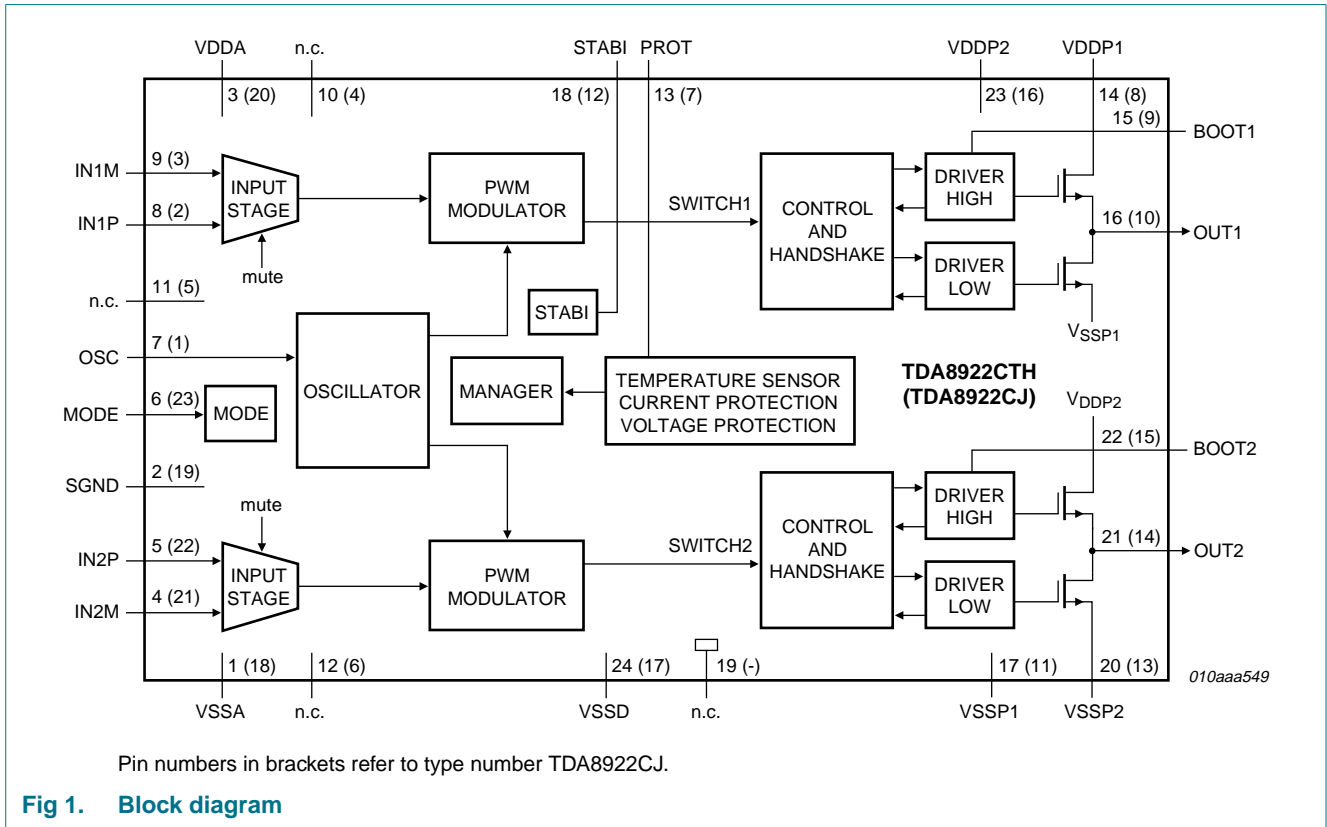 VDDA
n.c.
STABI PROT
VDDP2
VDDP1
3 (20)
10 (4)
18 (12)
13 (7)
23 (16)
14 (8)
15 (9)
BOOT1
IN1M
9 (3)
IN1P
8 (2)
INPUT
STAGE
mute
PWM
MODULATOR
SWITCH1
CONTROL
AND
HANDSHAKE
DRIVER
HIGH
DRIVER
LOW
16 (10)
OUT1
VSSP1
n.c.
11 (5)
OSC
7 (1)
MODE
6 (23)
MODE
OSCILLATOR
STABI
MANAGER
TEMPERATURE SENSOR
CURRENT PROTECTION
VOLTAGE PROTECTION
TDA8922CTH
(TDA8922CJ)
VDDP2
22 (15)
BOOT2
SGND
2 (19)
mute
IN2P
5 (22)
IN2M
4 (21)
INPUT
STAGE
PWM
MODULATOR
SWITCH2
CONTROL
AND
HANDSHAKE
DRIVER
HIGH
DRIVER
LOW
21 (14)
OUT2
1 (18)
12 (6)
24 (17)
19 (-)
17 (11)
20 (13)
010aaa549
VSSA
n.c.
VSSD
n.c.
VSSP1
VSSP2
Pin numbers in brackets refer to type number TDA8922CJ.
Fig 1. Block diagram